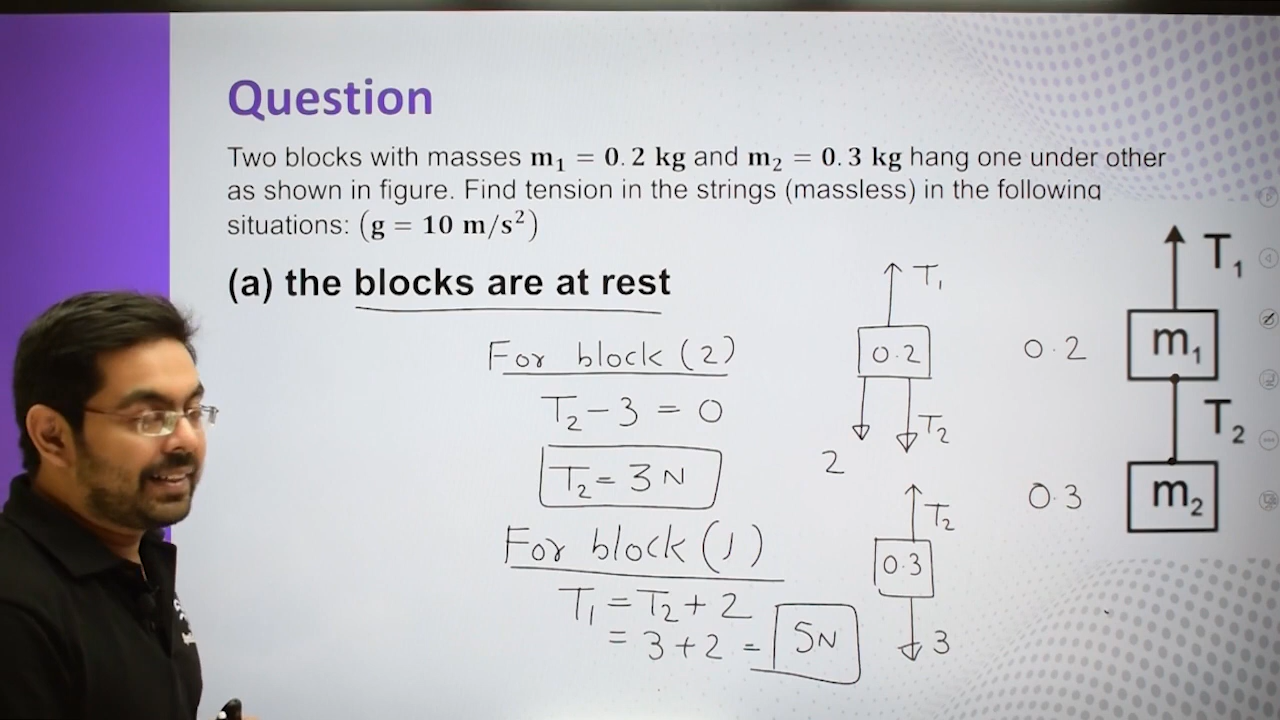 Question
Two blocks with masses m₁ = 0.2 kg and m₂ = 0.3 kg hang one under other
as shown in figure. Find tension in the strings (massless) in the following
situations: (g = 10 m/s²)
(a) the blocks are at rest
For block (2)
T₂ – 3 = 0
T₂ = 3 N
For block (1)
T₁ = T₂ + 2
= 3 + 2 = 5N
T₁
0.2
2
T₂
T₂
0.3
3
0.2
0.3
T₁
m₁
T₂
m₂